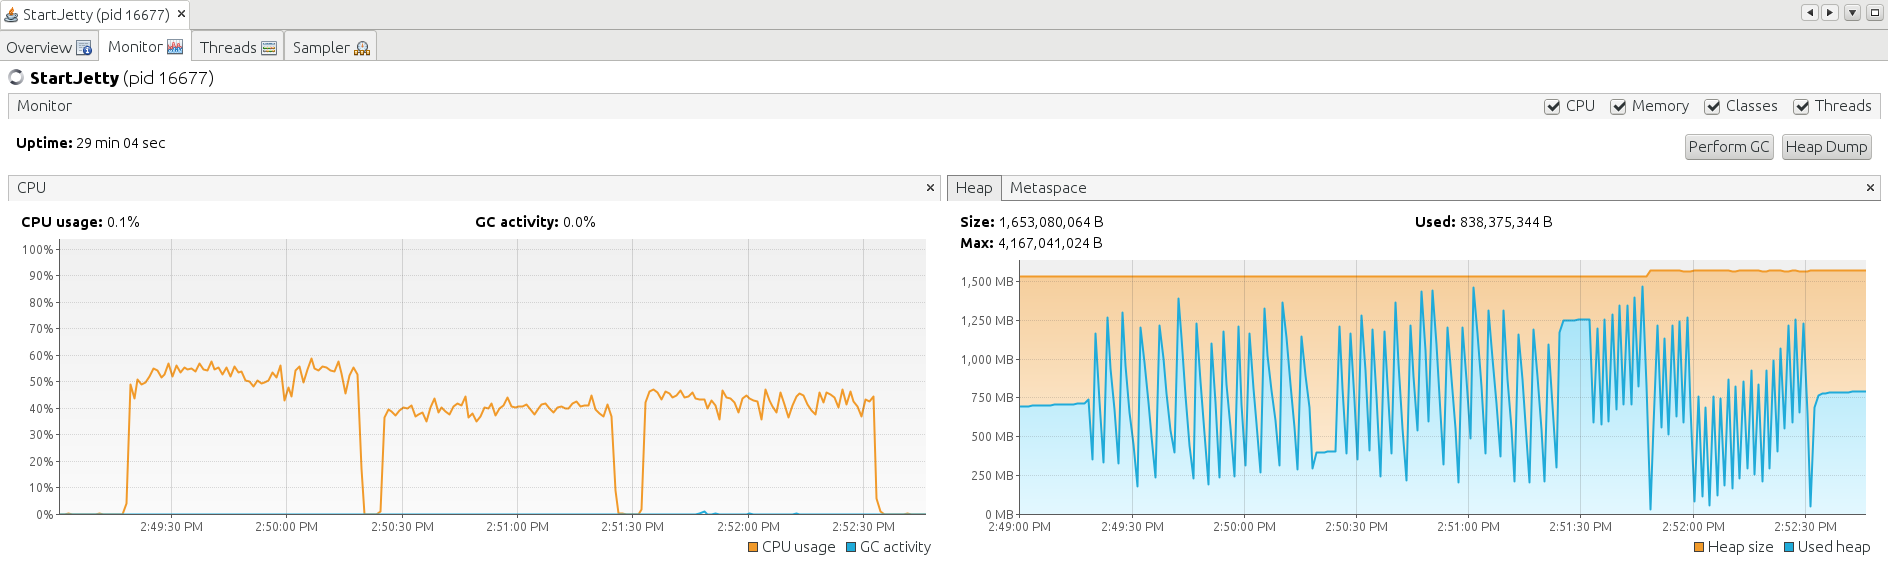 StartJetty (pid 16677)
Overview Monitor Threads Sampler
StartJetty (pid 16677)
Monitor CPU Memory Classes Threads
Uptime: 29 min 04 sec
Perform GC Heap Dump
CPU
CPU usage: 0.1% GC activity: 0.0%
100%
90%
80%
70%
60%
50%
40%
30%
20%
10%
0%
2:49:30 PM 2:50:00 PM 2:50:30 PM 2:51:00 PM 2:51:30 PM 2:52:00 PM 2:52:30 PM
CPU usage GC activity
Heap Metaspace
Size: 1,653,080,064 B Used: 838,375,344 B
Max: 4,167,041,024 B
1,500 MB
1,250 MB
1,000 MB
750 MB
500 MB
250 MB
0 MB
2:49:00 PM 2:49:30 PM 2:50:00 PM 2:50:30 PM 2:51:00 PM 2:51:30 PM 2:52:00 PM 2:52:30 PM
Heap size Used heap